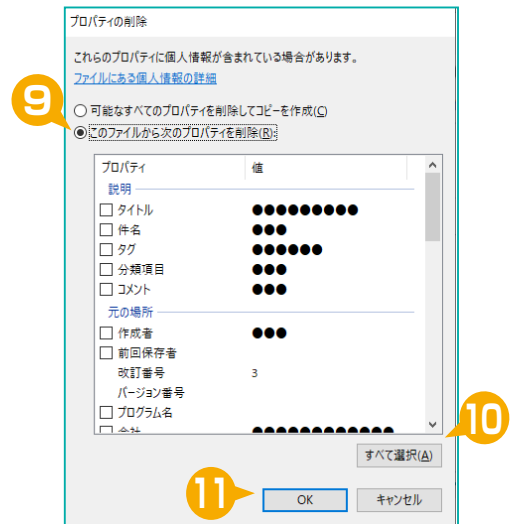 プロパティの削除
これらのプロパティに個人情報が含まれている場合があります。
ファイルにある個人情報の詳細
9
可能なすべてのプロパティを削除してコピーを作成(C)
このファイルから次のプロパティを削除(R):
プロパティ 値
説明
タイトル ●●●●●●●●●
件名 ●●●
タグ ●●●●●●
分類項目 ●●●
コメント ●●●
元の場所
作成者 ●●●
前回保存者
改訂番号 3
バージョン番号
プログラム名
会社 ●●●●●●●●●●●●
10
すべて選択(A)
11
OK キャンセル